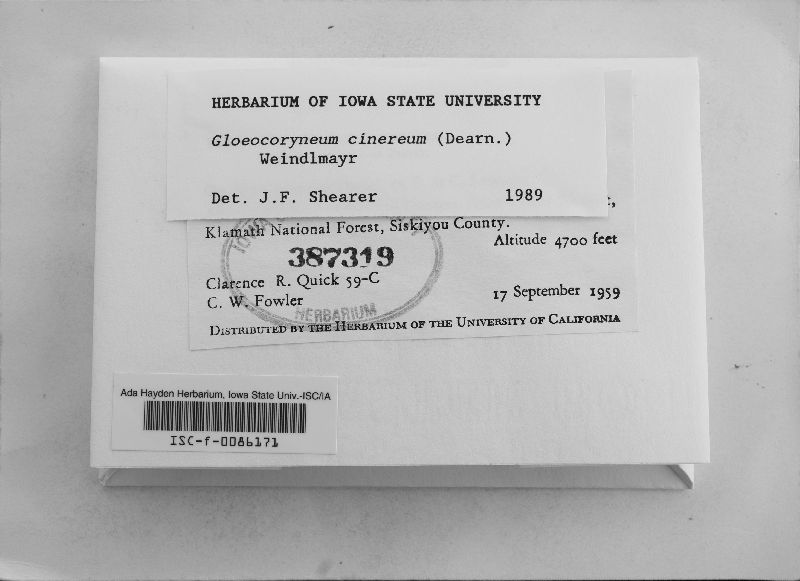 HERBARIUM OF IOWA STATE UNIVERSITY
Gloeocoryneum cinereum (Dearn.)
Weindlmayr
Det. J.F. Shearer 1989
Klamath National Forest, Siskiyou County.
Altitude 4700 feet
387319
Clarence R. Quick 59-C
C. W. Fowler
17 September 1959
HERBARIUM
DISTRIBUTED BY THE HERBARIUM OF THE UNIVERSITY OF CALIFORNIA
Ada Hayden Herbarium, Iowa State Univ.-ISC/IA
ISC-f-0086171